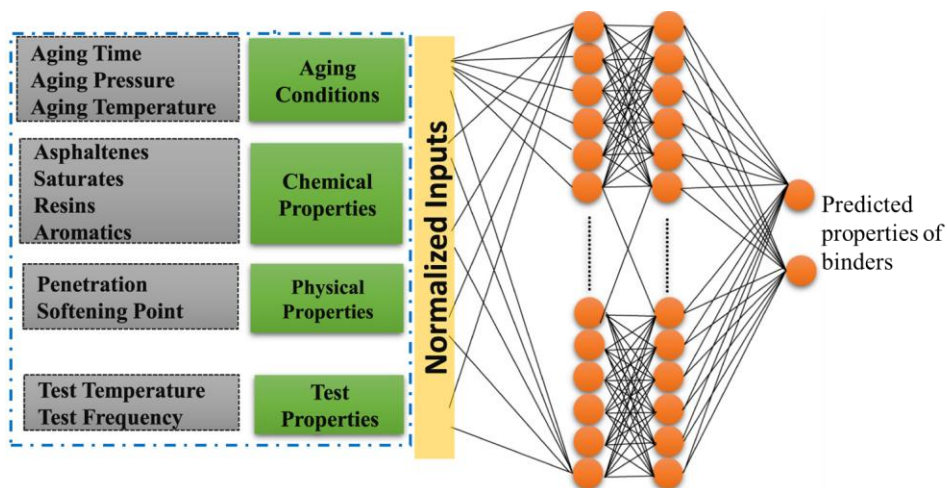 Aging Time
Aging Pressure
Aging Temperature
Aging
Conditions
Asphaltenes
Saturates
Resins
Aromatics
Chemical
Properties
Penetration
Softening Point
Physical
Properties
Test Temperature
Test Frequency
Test
Properties
Normalized Inputs
Predicted
properties of
binders